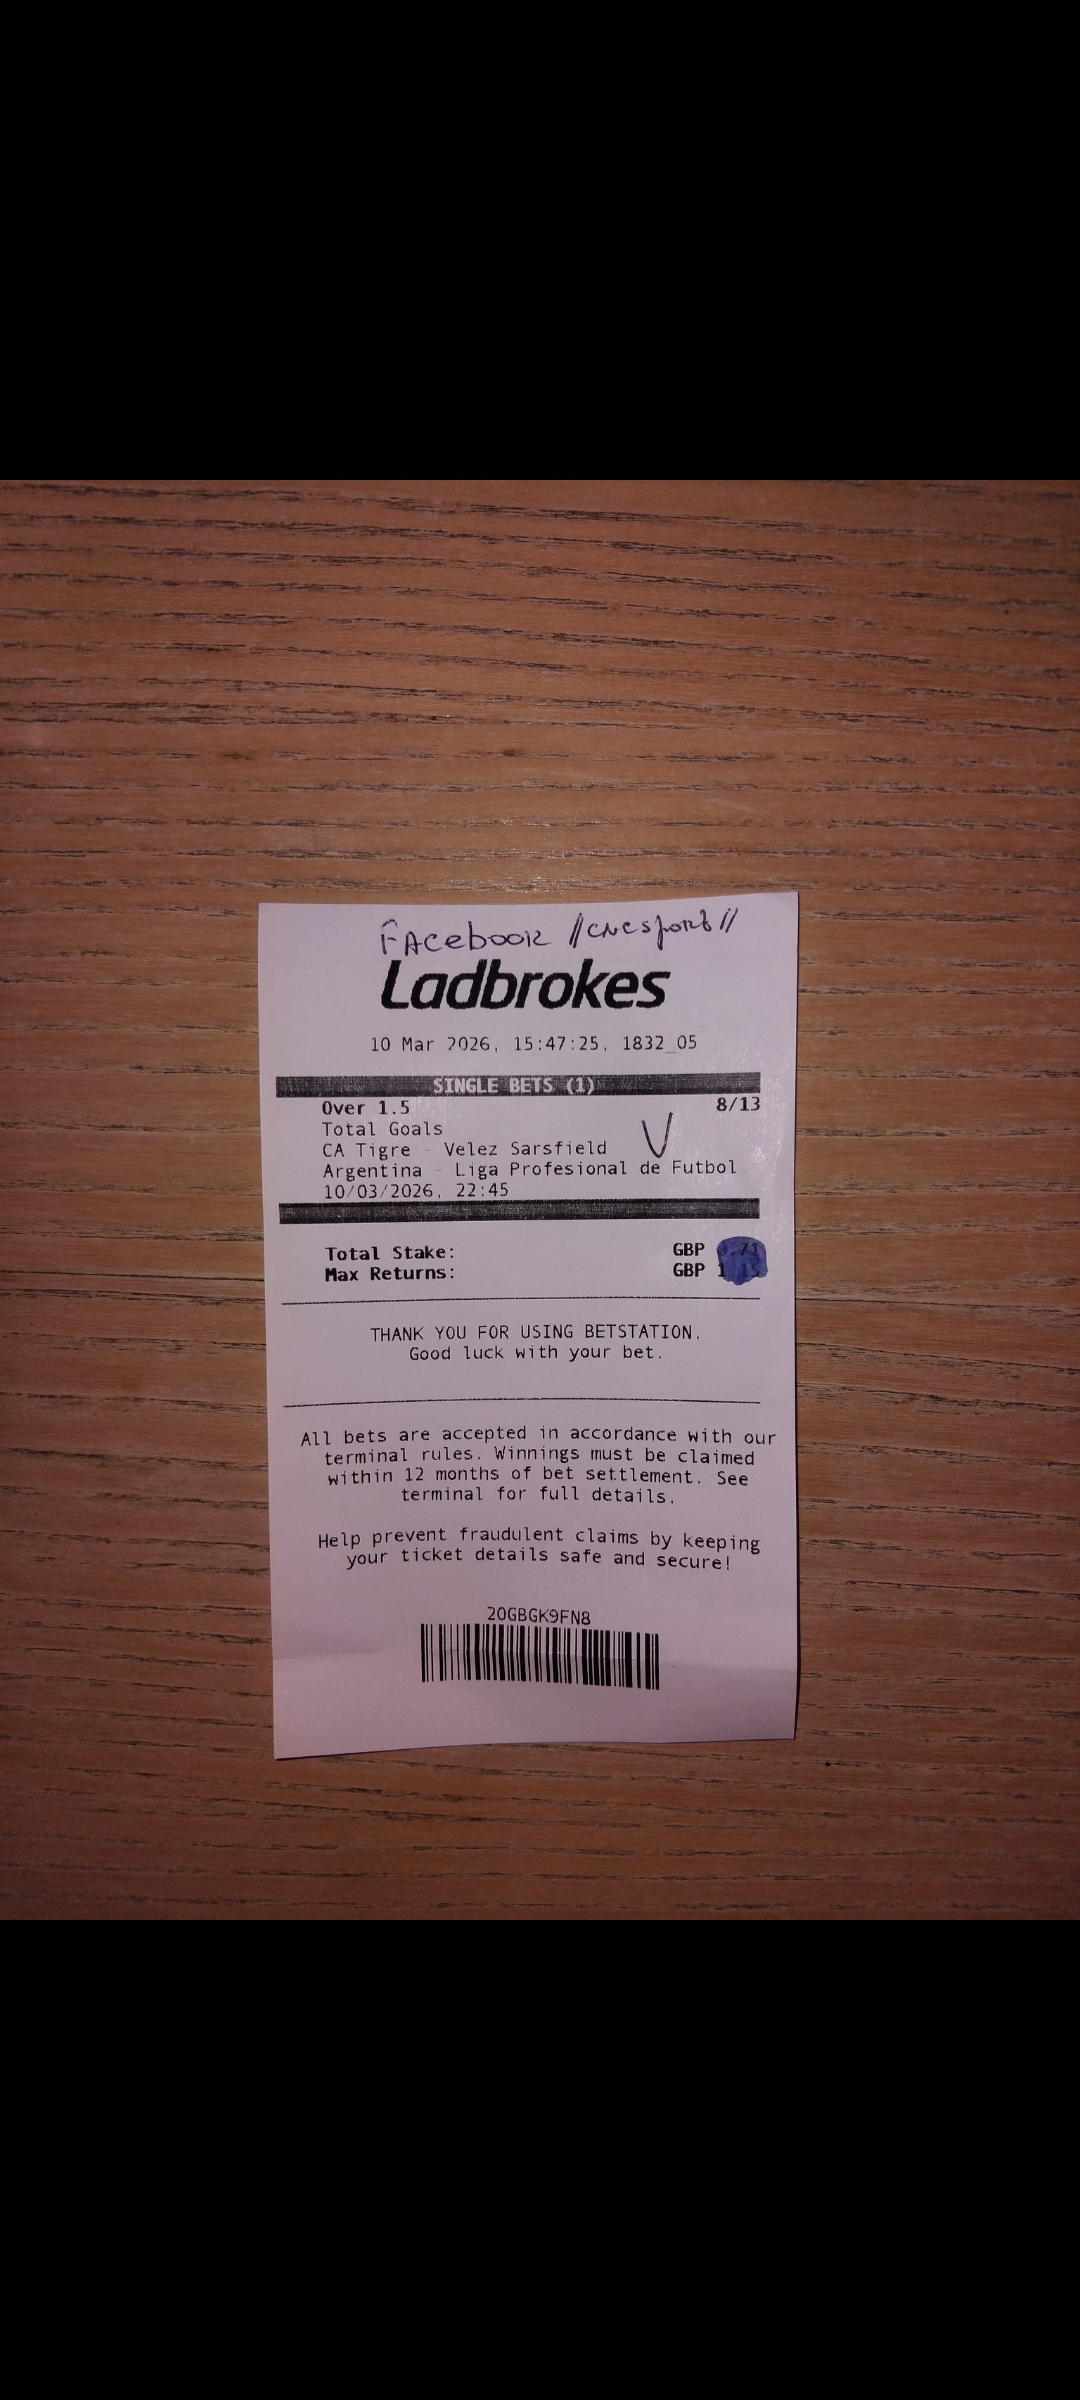 FAcebook //cncsport//
Ladbrokes
10 Mar 2026, 15:47:25, 1832_05
SINGLE BETS (1)
Over 1.5 8/13
Total Goals
CA Tigre - Velez Sarsfield V
Argentina - Liga Profesional de Futbol
10/03/2026, 22:45
Total Stake: GBP
Max Returns: GBP
THANK YOU FOR USING BETSTATION.
Good luck with your bet.
All bets are accepted in accordance with our
terminal rules. Winnings must be claimed
within 12 months of bet settlement. See
terminal for full details.
Help prevent fraudulent claims by keeping
your ticket details safe and secure!
20GBGK9FN8